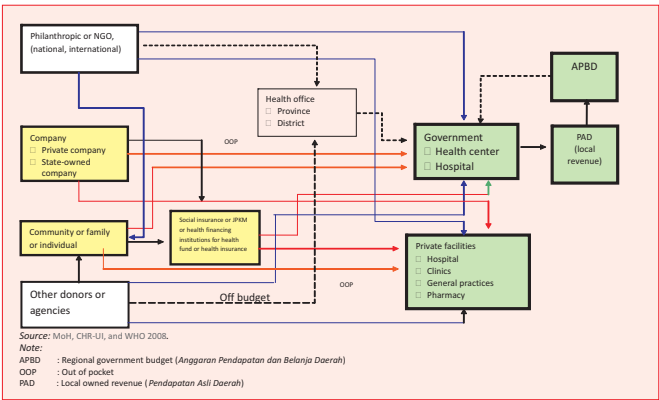 Philanthropic or NGO,
(national, international)
APBD
Health office
□ Province
□ District
Government
□ Health center
□ Hospital
PAD
(local
revenue)
Company
□ Private company
□ State-owned
company
OOP
Social insurance or JPKM
or health financing
institutions for health
fund or health insurance
Community or family
or individual
Private facilities
□ Hospital
□ Clinics
□ General practices
□ Pharmacy
Other donors or
agencies
Off budget
OOP
Source: MoH, CHR-UI, and WHO 2008.
Note:
APBD : Regional government budget (Anggaran Pendapatan dan Belanja Daerah)
OOP : Out of pocket
PAD : Local owned revenue (Pendapatan Asli Daerah)